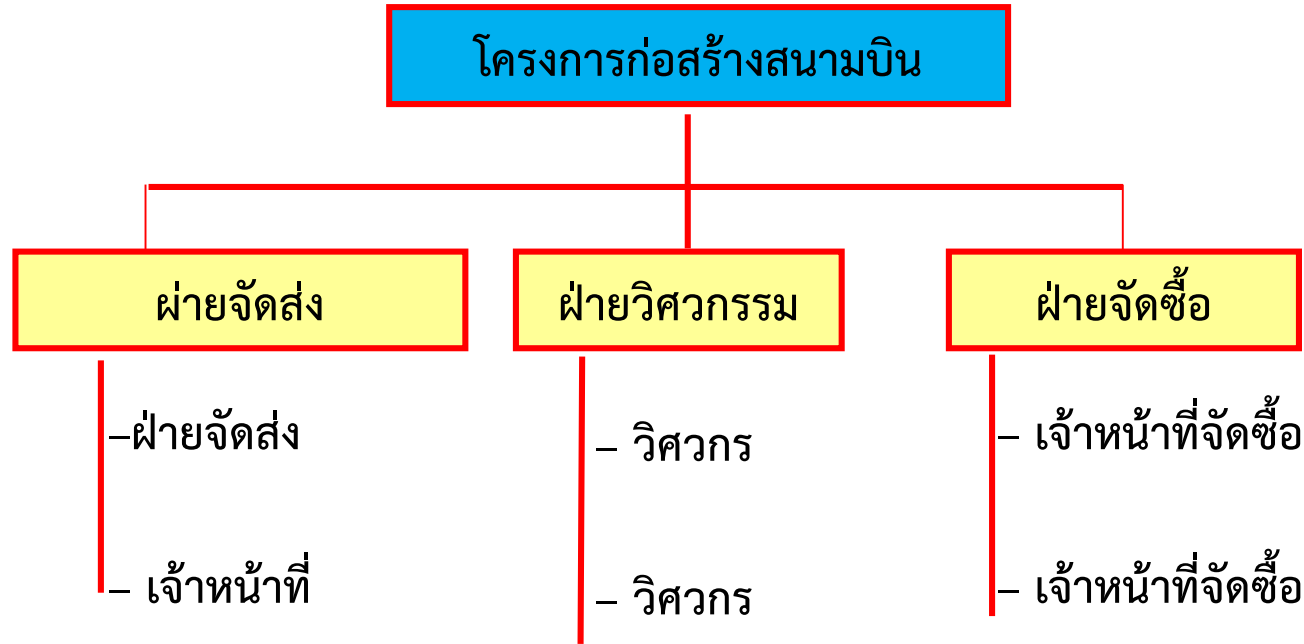 โครงการก่อสร้างสนามบิน
ผ่ายจัดส่ง
ฝ่ายวิศวกรรม
ฝ่ายจัดซื้อ
–ฝ่ายจัดส่ง
– วิศวกร
– เจ้าหน้าที่จัดซื้อ
– เจ้าหน้าที่
– วิศวกร
– เจ้าหน้าที่จัดซื้อ